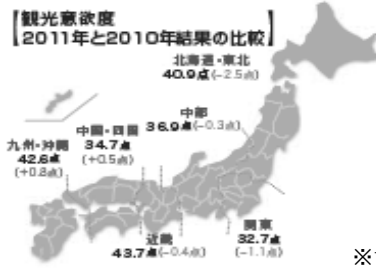 【観光意欲度
2011年と2010年結果の比較】
北海道・東北
40.9点(-2.5点)
中部
36.9点(-0.3点)
中国・四国
34.7点
(+0.5点)
九州・沖縄
42.6点
(+0.8点)
近畿
43.7点(-0.4点)
関東
32.7点
(-1.1点)